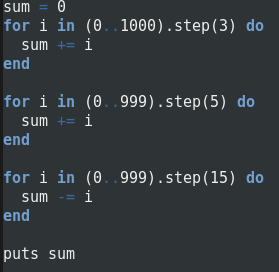 sum = 0
for i in (0..1000).step(3) do
  sum += i
end

for i in (0..999).step(5) do
  sum += i
end

for i in (0..999).step(15) do
  sum -= i
end

puts sum